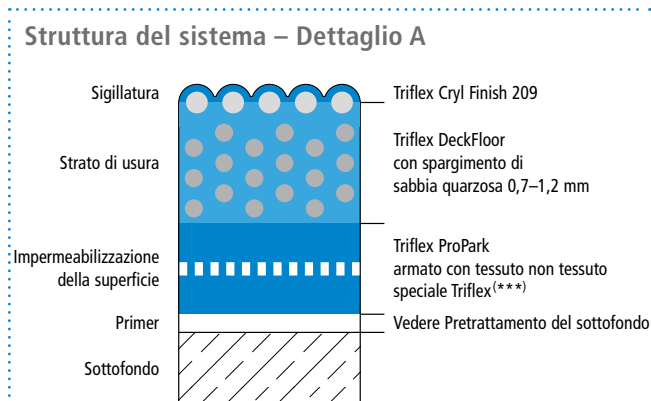 Struttura del sistema – Dettaglio A
Sigillatura
Triflex Cryl Finish 209
Strato di usura
Triflex DeckFloor
con spargimento di
sabbia quarzosa 0,7–1,2 mm
Impermeabilizzazione
della superficie
Triflex ProPark
armato con tessuto non tessuto
speciale Triflex(***)
Primer
Vedere Pretrattamento del sottofondo
Sottofondo